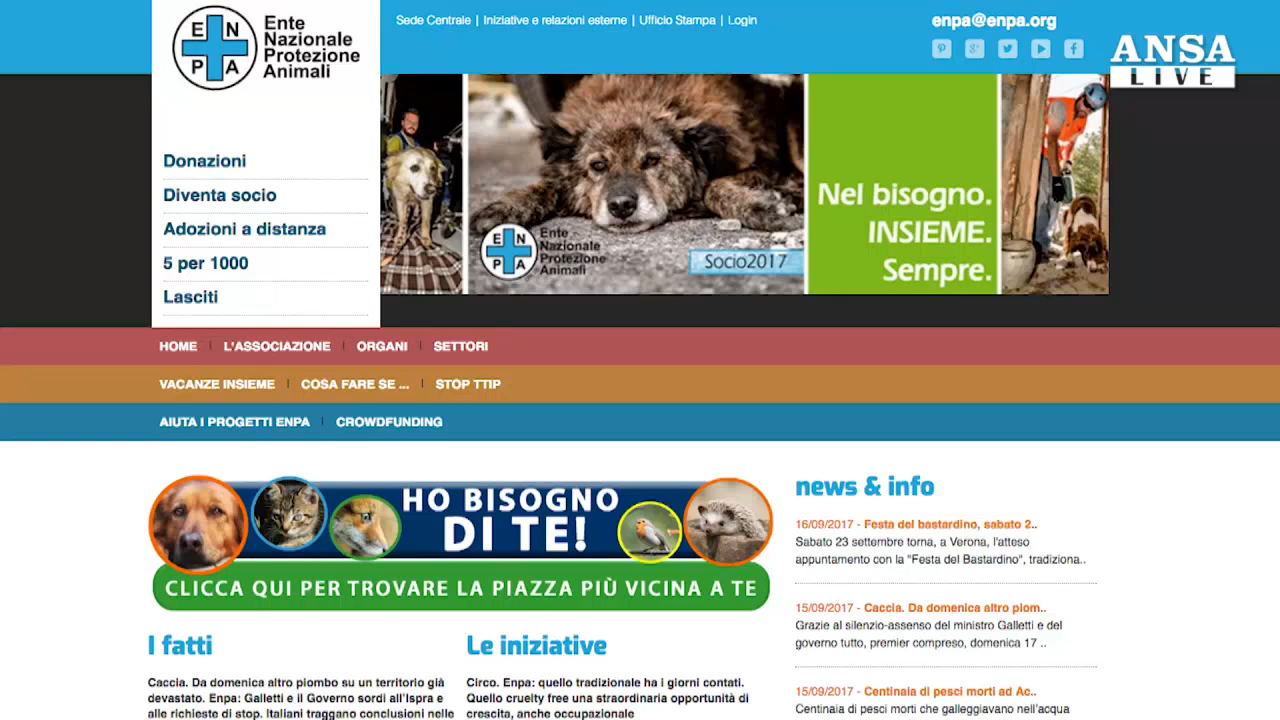 E N
P A
Ente
Nazionale
Protezione
Animali
Sede Centrale | Iniziative e relazioni esterne | Ufficio Stampa | Login
enpa@enpa.org
ANSA
LIVE
Donazioni
Diventa socio
Adozioni a distanza
5 per 1000
Lasciti
E N
P A
Ente
Nazionale
Protezione
Animali
Socio2017
Nel bisogno.
INSIEME.
Sempre.
HOME | L'ASSOCIAZIONE | ORGANI | SETTORI
VACANZE INSIEME | COSA FARE SE ... | STOP TTIP
AIUTA I PROGETTI ENPA | CROWDFUNDING
HO BISOGNO
DI TE!
CLICCA QUI PER TROVARE LA PIAZZA PIÙ VICINA A TE
I fatti
Caccia. Da domenica altro piombo su un territorio già
devastato. Enpa: Galletti e il Governo sordi all'Ispra e
alle richieste di stop. Italiani traggano conclusioni nelle
Le iniziative
Circo. Enpa: quello tradizionale ha i giorni contati.
Quello cruelty free una straordinaria opportunità di
crescita, anche occupazionale
news & info
16/09/2017 - Festa del bastardino, sabato 2..
Sabato 23 settembre torna, a Verona, l'atteso
appuntamento con la "Festa del Bastardino", tradiziona..
15/09/2017 - Caccia. Da domenica altro piom..
Grazie al silenzio-assenso del ministro Galletti e del
governo tutto, premier compreso, domenica 17 ..
15/09/2017 - Centinaia di pesci morti ad Ac..
Centinaia di pesci morti che galleggiavano nell'acqua